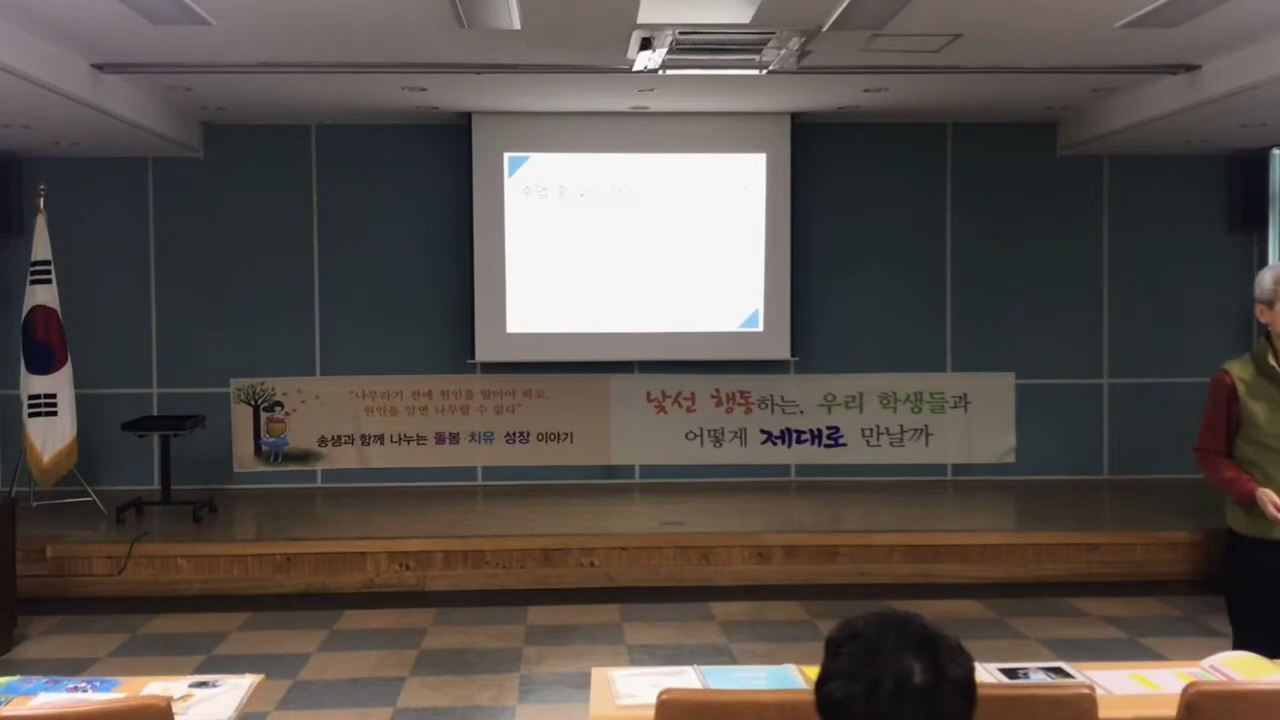 수업 중
"나무라기 전에 원인을 알아야 하고,
원인을 알면 나무랄 수 없다"
송샘과 함께 나누는 돌봄·치유·성장 이야기
낯선 행동하는, 우리 학생들과
어떻게 제대로 만날까